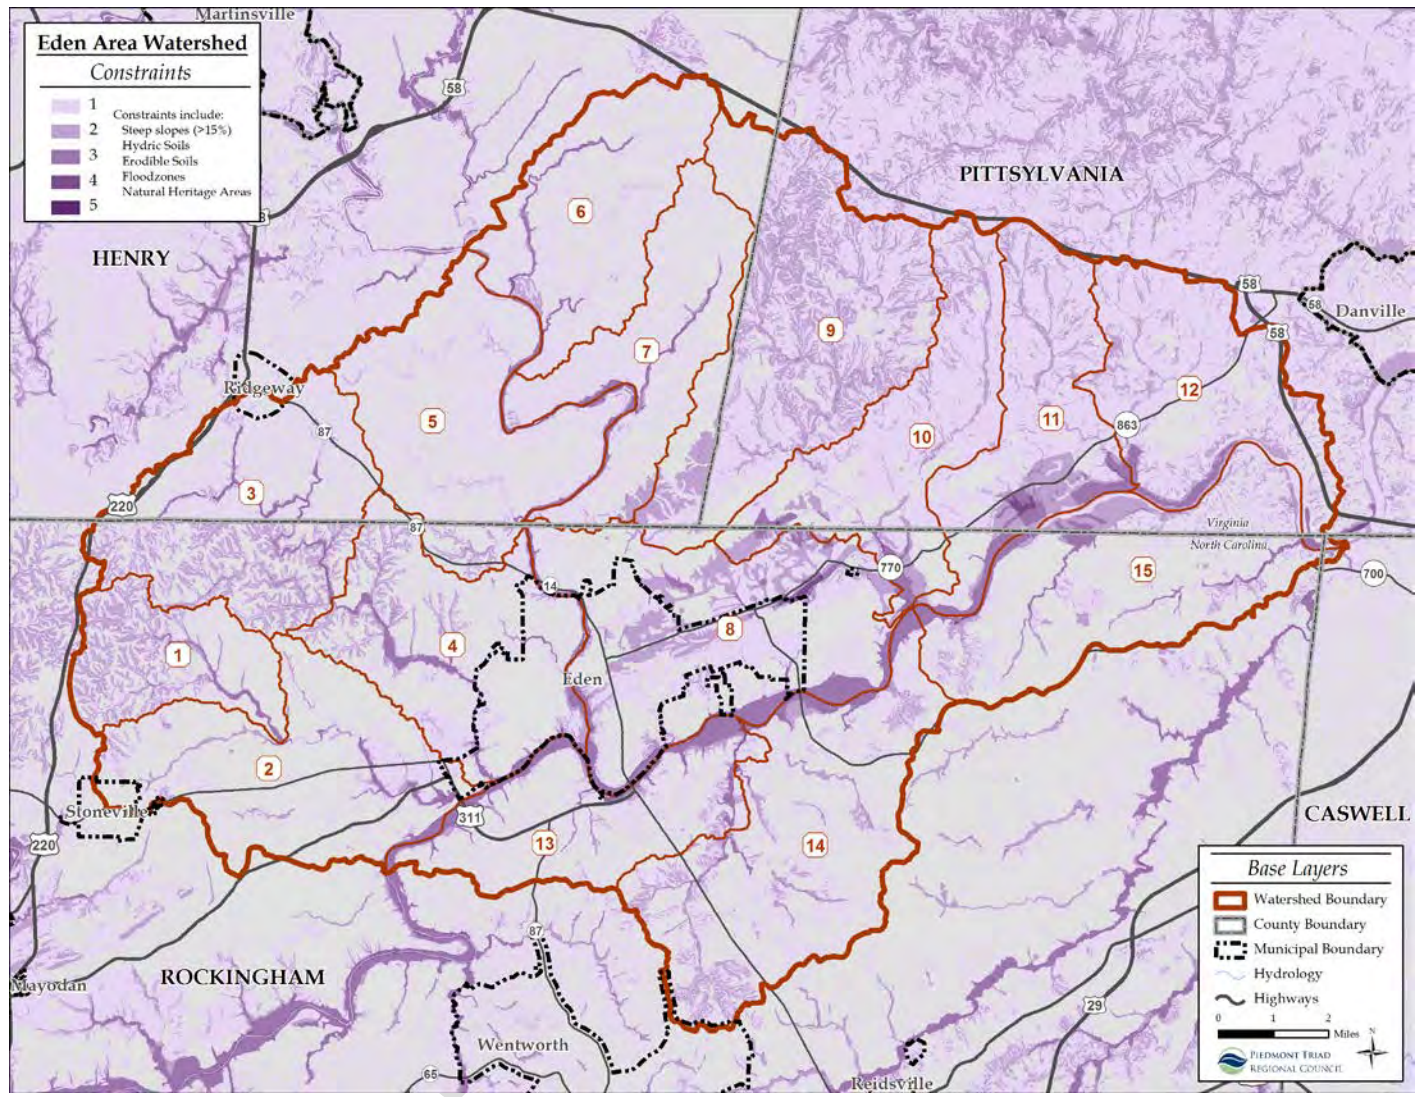 Martinsville
Eden Area Watershed
Constraints
1
2
3
4
5
Constraints include:
Steep slopes (>15%)
Hydric Soils
Erodible Soils
Floodzones
Natural Heritage Areas
58
PITTSYLVANIA
6
HENRY
58
58
Danville
58
9
7
Ridgeway
12
5
87
10
11
863
3
220
87
Virginia
North Carolina
14
770
15
700
1
4
8
Eden
2
Stoneville
311
220
13
14
CASWELL
87
ROCKINGHAM
Mayodan
29
Wentworth
65
Reidsville
Base Layers
Watershed Boundary
County Boundary
Municipal Boundary
Hydrology
Highways
0 1 2
Miles
N
PIEDMONT TRIAD
REGIONAL COUNCIL